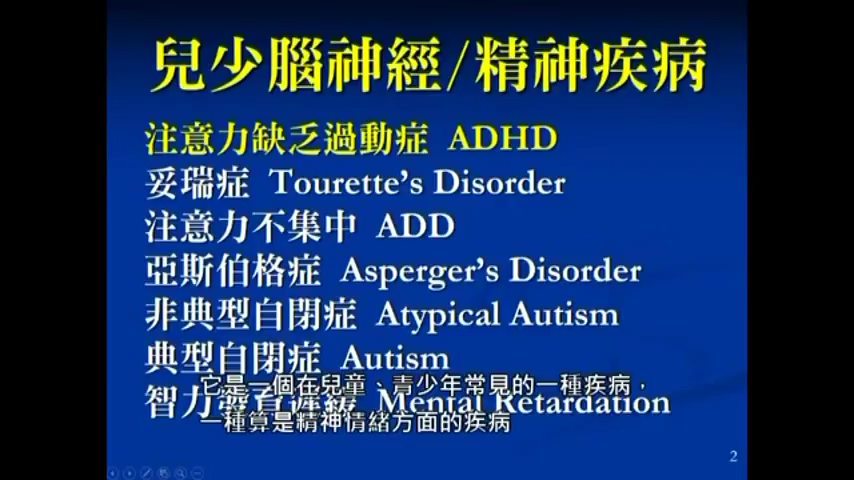 兒少腦神經/精神疾病
注意力缺乏過動症 ADHD
妥瑞症 Tourette's Disorder
注意力不集中 ADD
亞斯伯格症 Asperger's Disorder
非典型自閉症 Atypical Autism
典型自閉症 Autism
智力發育遲緩 Mental Retardation
它是一個在兒童、青少年常見的一種疾病，
一種算是精神情緒方面的疾病
2